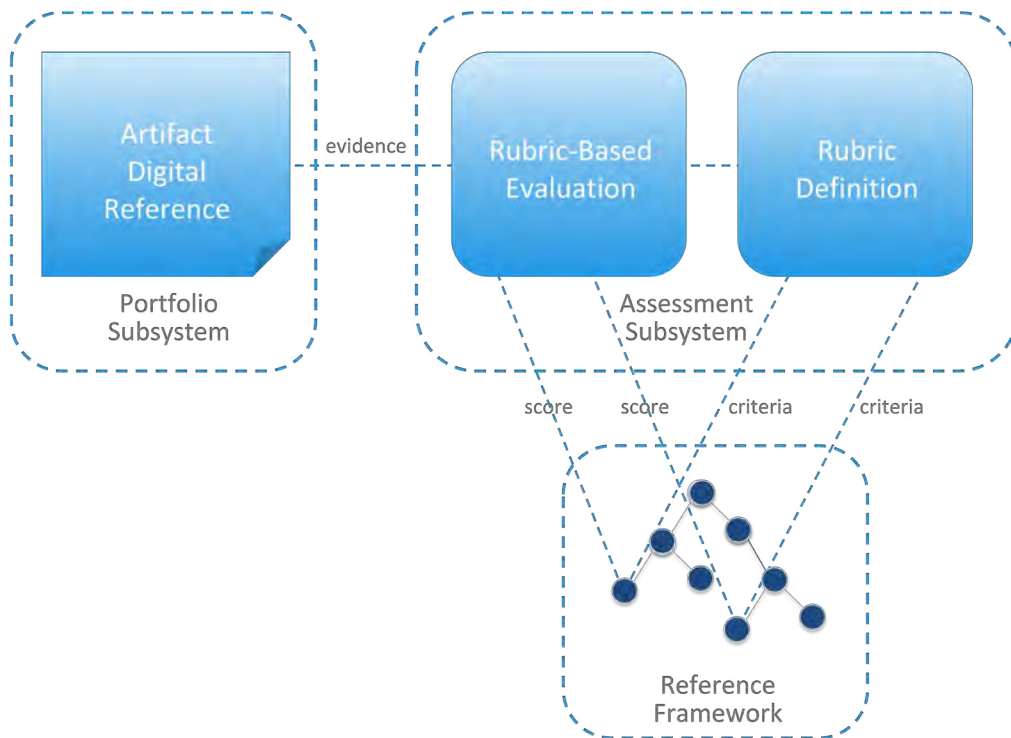 Artifact
Digital
Reference
evidence
Rubric-Based
Evaluation
Rubric
Definition
Portfolio
Subsystem
Assessment
Subsystem
score
score
criteria
criteria
Reference
Framework